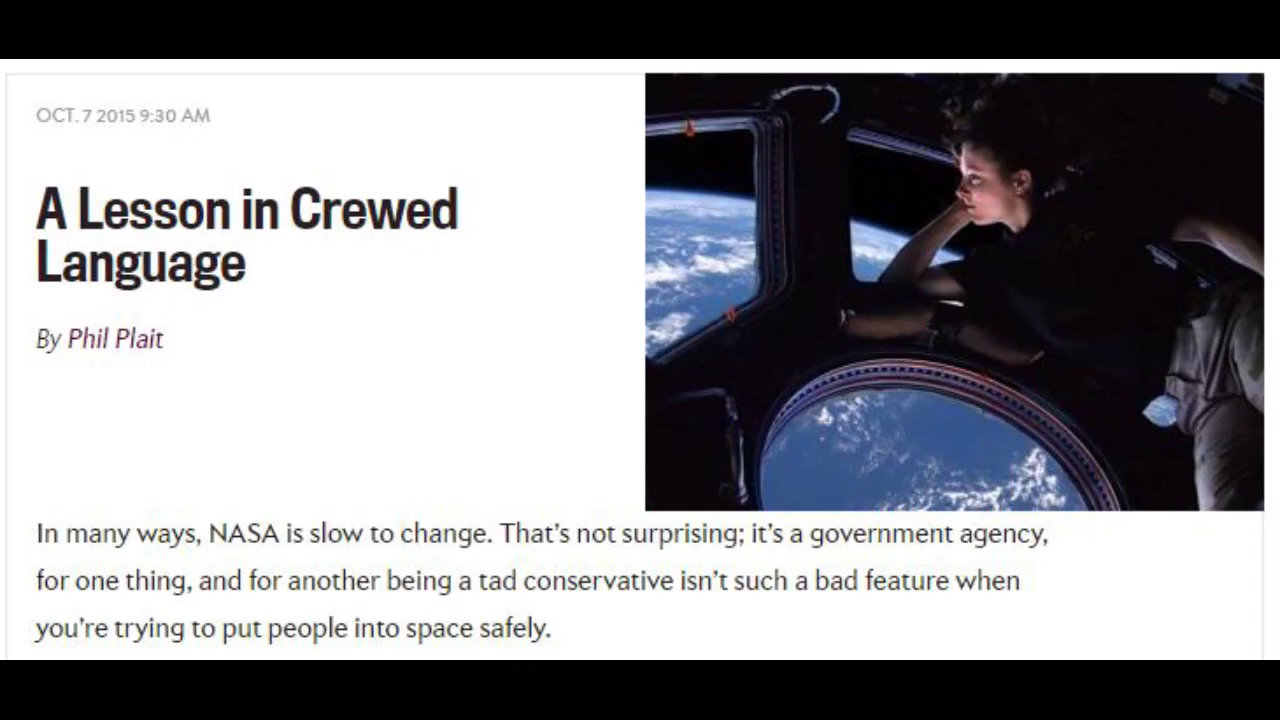 OCT. 7 2015 9:30 AM
A Lesson in Crewed
Language
By Phil Plait
In many ways, NASA is slow to change. That’s not surprising; it’s a government agency,
for one thing, and for another being a tad conservative isn’t such a bad feature when
you’re trying to put people into space safely.